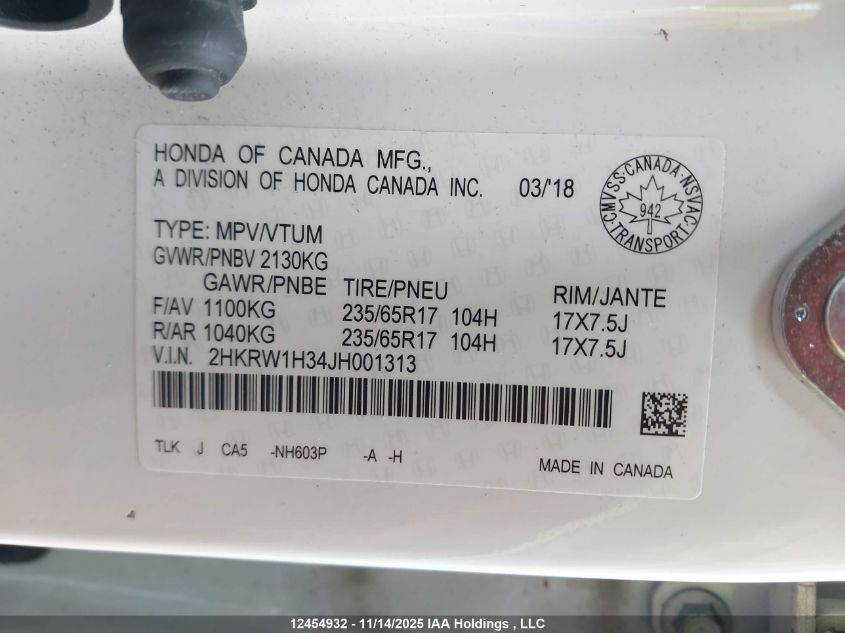 HONDA OF CANADA MFG.,
A DIVISION OF HONDA CANADA INC. 03/'18
CMVSS·CANADA·NSVAC
942
·TRANSPORT·
TYPE: MPV/VTUM
GVWR/PNBV 2130KG
GAWR/PNBE TIRE/PNEU RIM/JANTE
F/AV 1100KG 235/65R17 104H 17X7.5J
R/AR 1040KG 235/65R17 104H 17X7.5J
V.I.N. 2HKRW1H34JH001313
TLK J CA5 -NH603P -A -H
MADE IN CANADA
12454932 - 11/14/2025 IAA Holdings , LLC